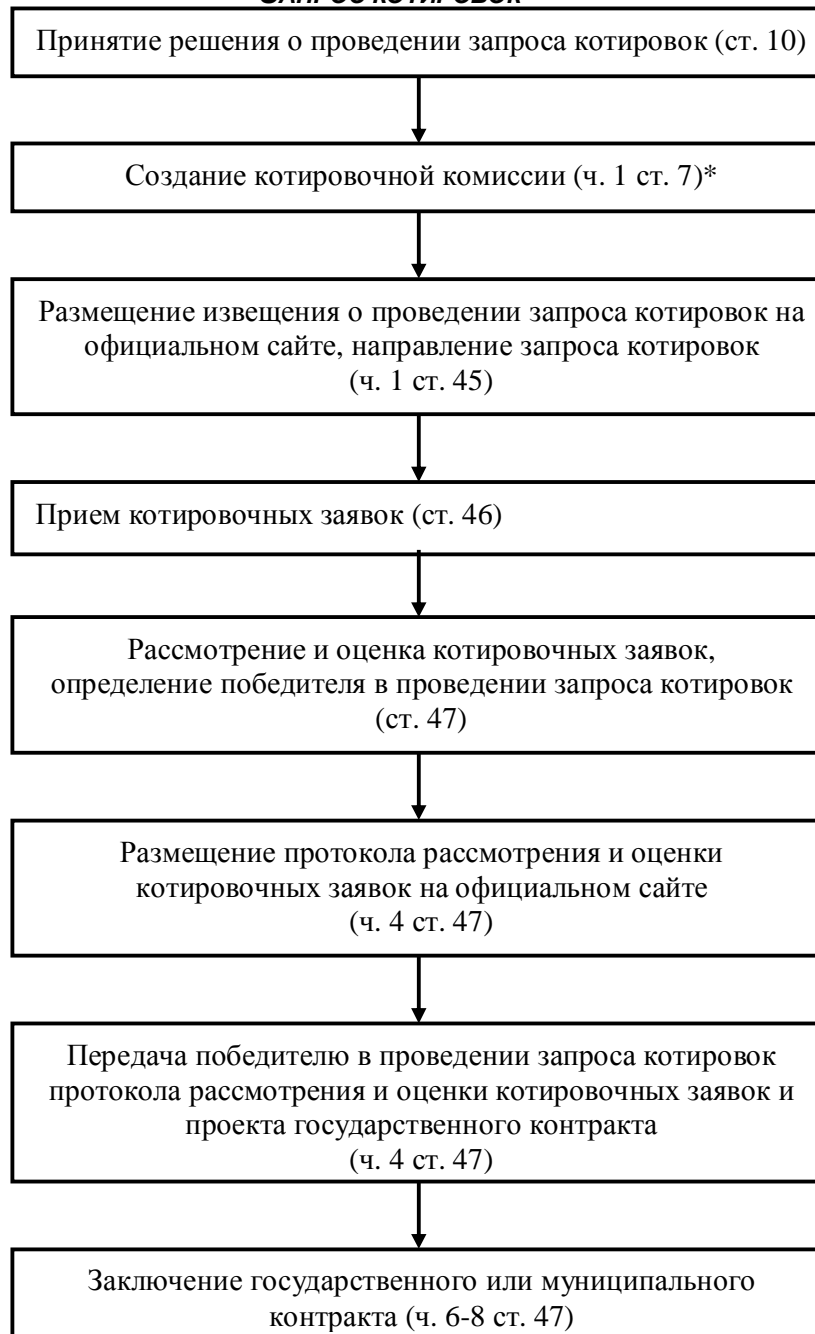 ЗАПРОС КОТИРОВОК
Принятие решения о проведении запроса котировок (ст. 10)
Создание котировочной комиссии (ч. 1 ст. 7)*
Размещение извещения о проведении запроса котировок на
официальном сайте, направление запроса котировок
(ч. 1 ст. 45)
Прием котировочных заявок (ст. 46)
Рассмотрение и оценка котировочных заявок,
определение победителя в проведении запроса котировок
(ст. 47)
Размещение протокола рассмотрения и оценки
котировочных заявок на официальном сайте
(ч. 4 ст. 47)
Передача победителю в проведении запроса котировок
протокола рассмотрения и оценки котировочных заявок и
проекта государственного контракта
(ч. 4 ст. 47)
Заключение государственного или муниципального
контракта (ч. 6-8 ст. 47)